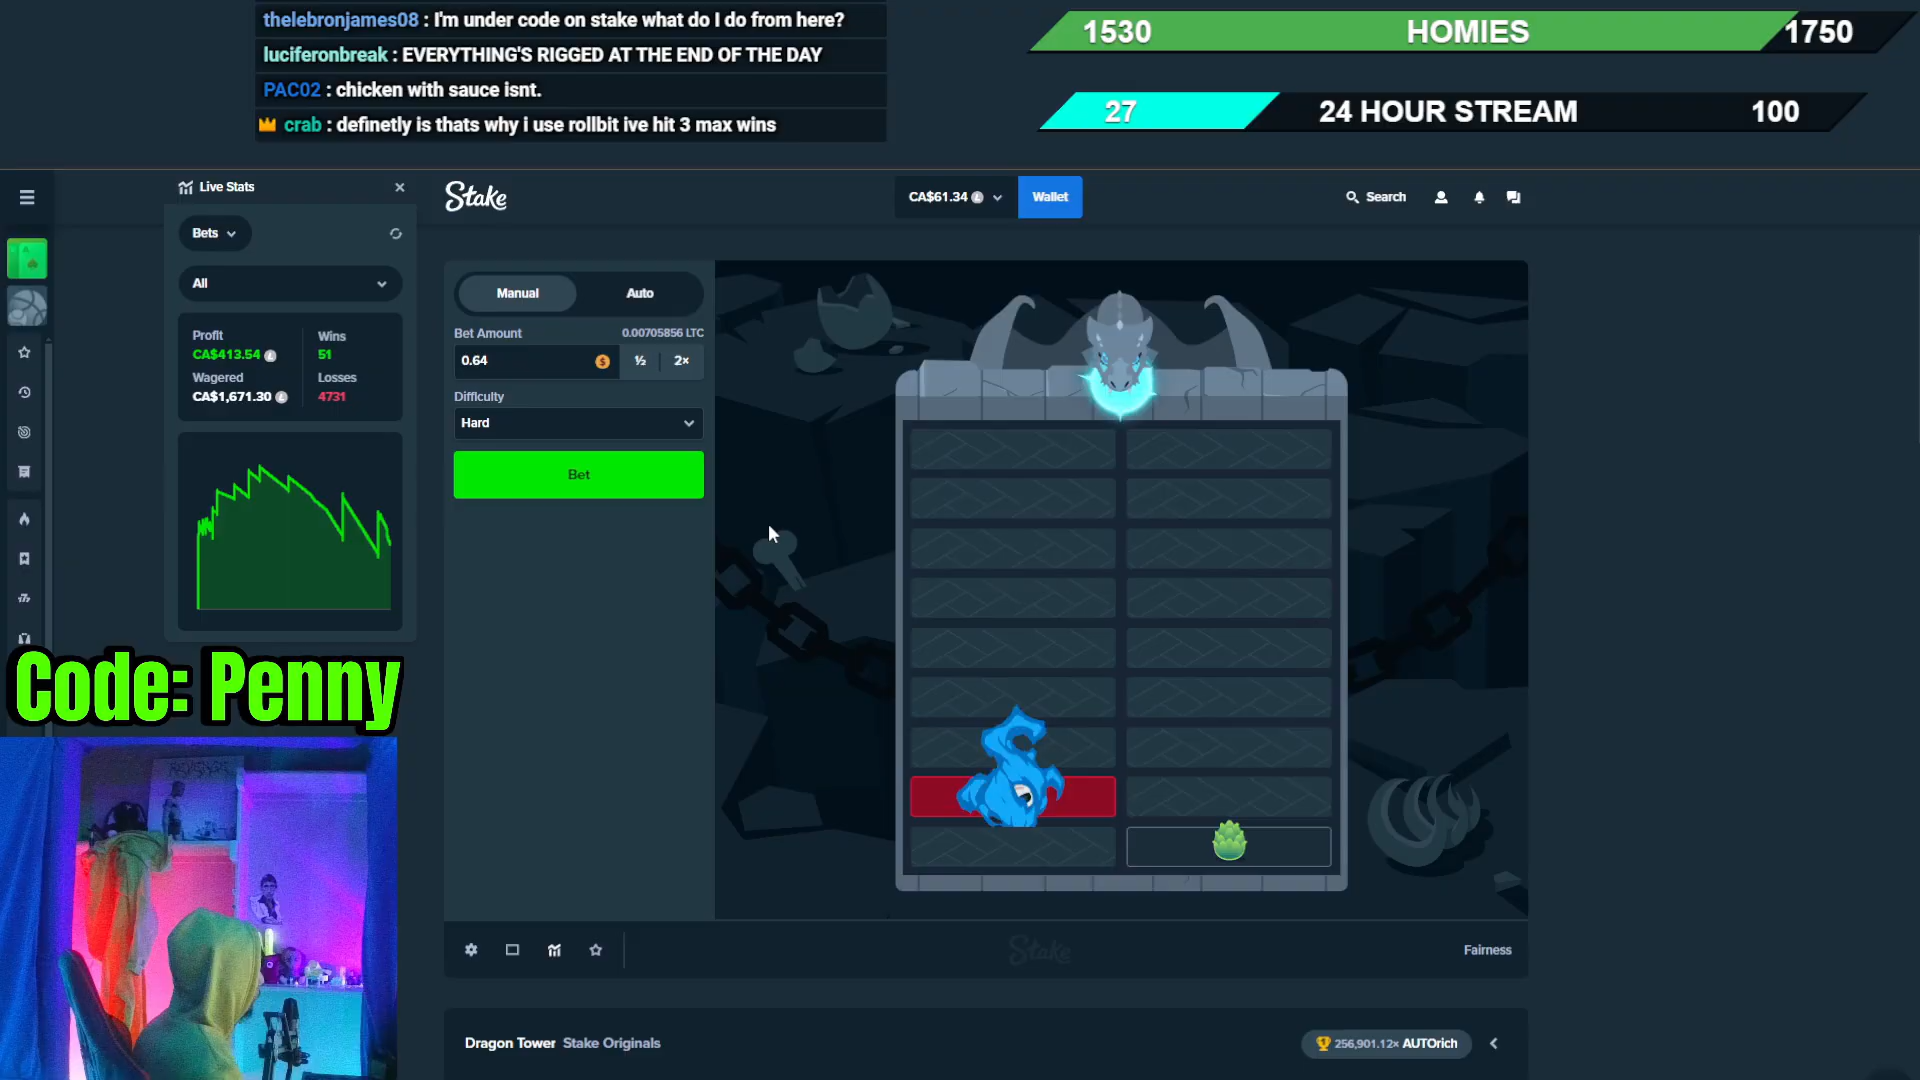 thelebronjames08 : I'm under code on stake what do I do from here?
luciferonbreak : EVERYTHING'S RIGGED AT THE END OF THE DAY
PAC02 : chicken with sauce isnt.
crab : definetly is thats why i use rollbit ive hit 3 max wins
1530 HOMIES 1750
27 24 HOUR STREAM 100
Live Stats
Stake
CA$61.34
Wallet
Search
Bets
All
Profit
CA$413.54
Wins
51
Wagered
CA$1,671.30
Losses
4731
Manual
Auto
Bet Amount
0.00705856 LTC
0.64
½
2×
Difficulty
Hard
Bet
Code: Penny
REVENGE
Stake
Fairness
Dragon Tower Stake Originals
256,901.12× AUTOrich